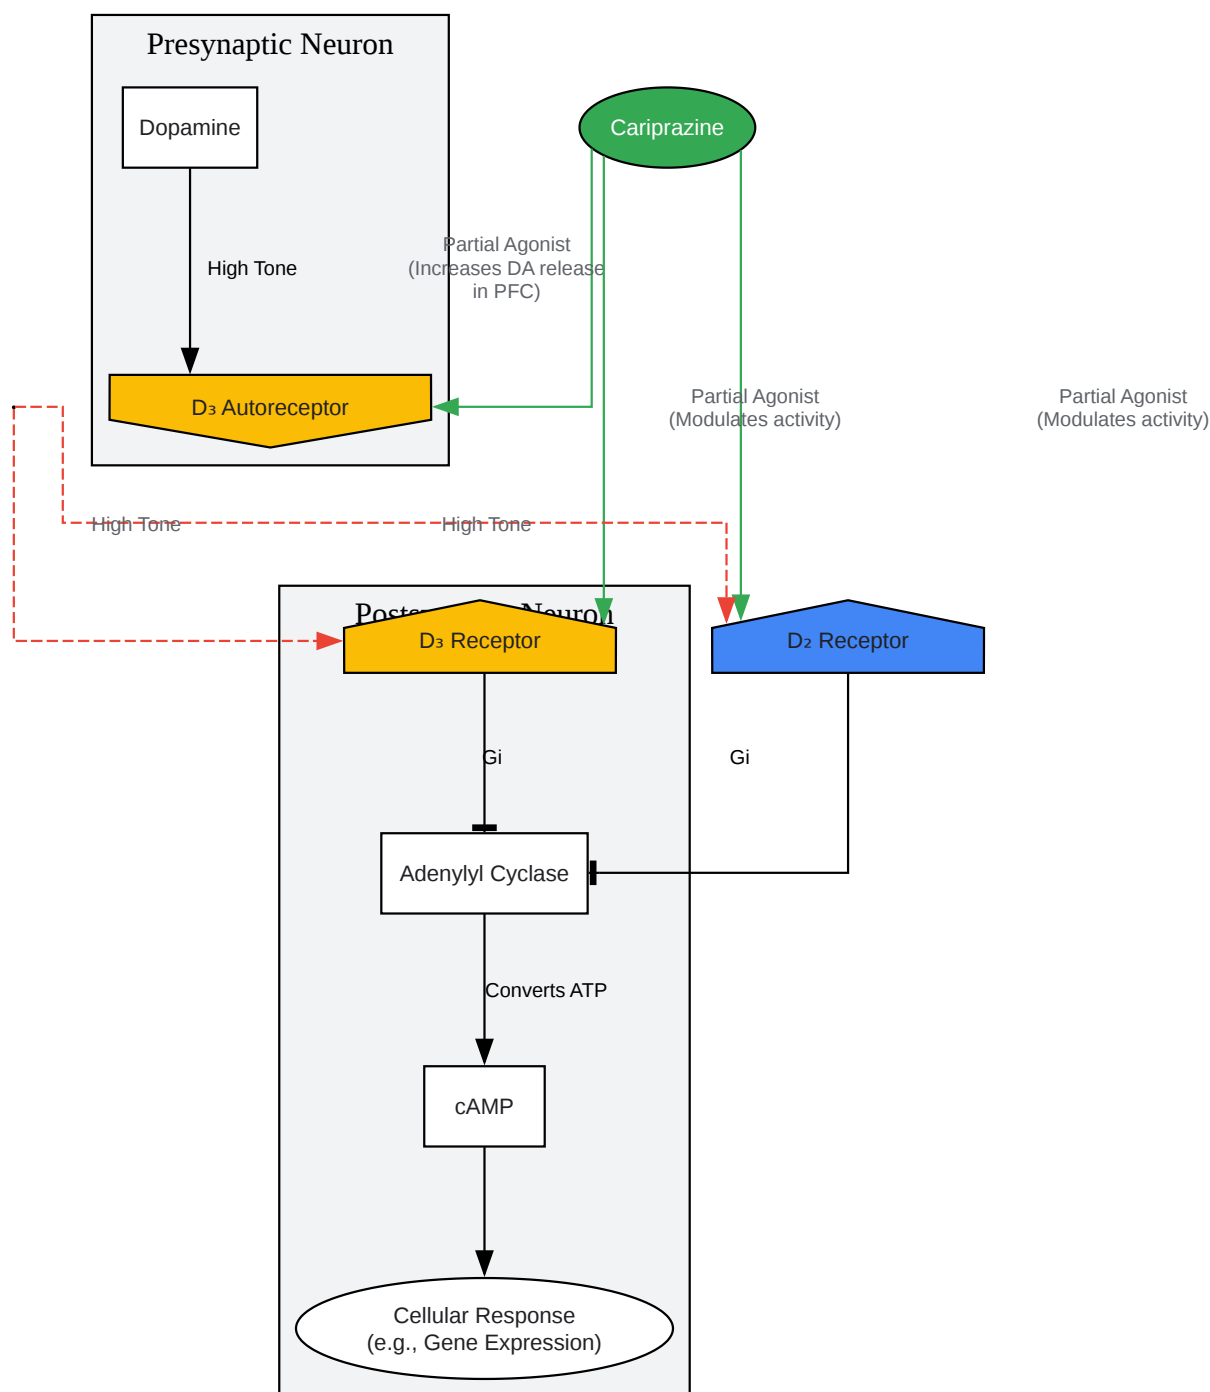 Presynaptic Neuron
Dopamine
Cariprazine
Partial Agonist
(Increases DA release
in PFC)
High Tone
D₃ Autoreceptor
Partial Agonist
(Modulates activity)
Partial Agonist
(Modulates activity)
High Tone
High Tone
Neuron
D₃ Receptor
D₂ Receptor
Gi
Gi
Adenylyl Cyclase
Converts ATP
cAMP
Cellular Response
(e.g., Gene Expression)